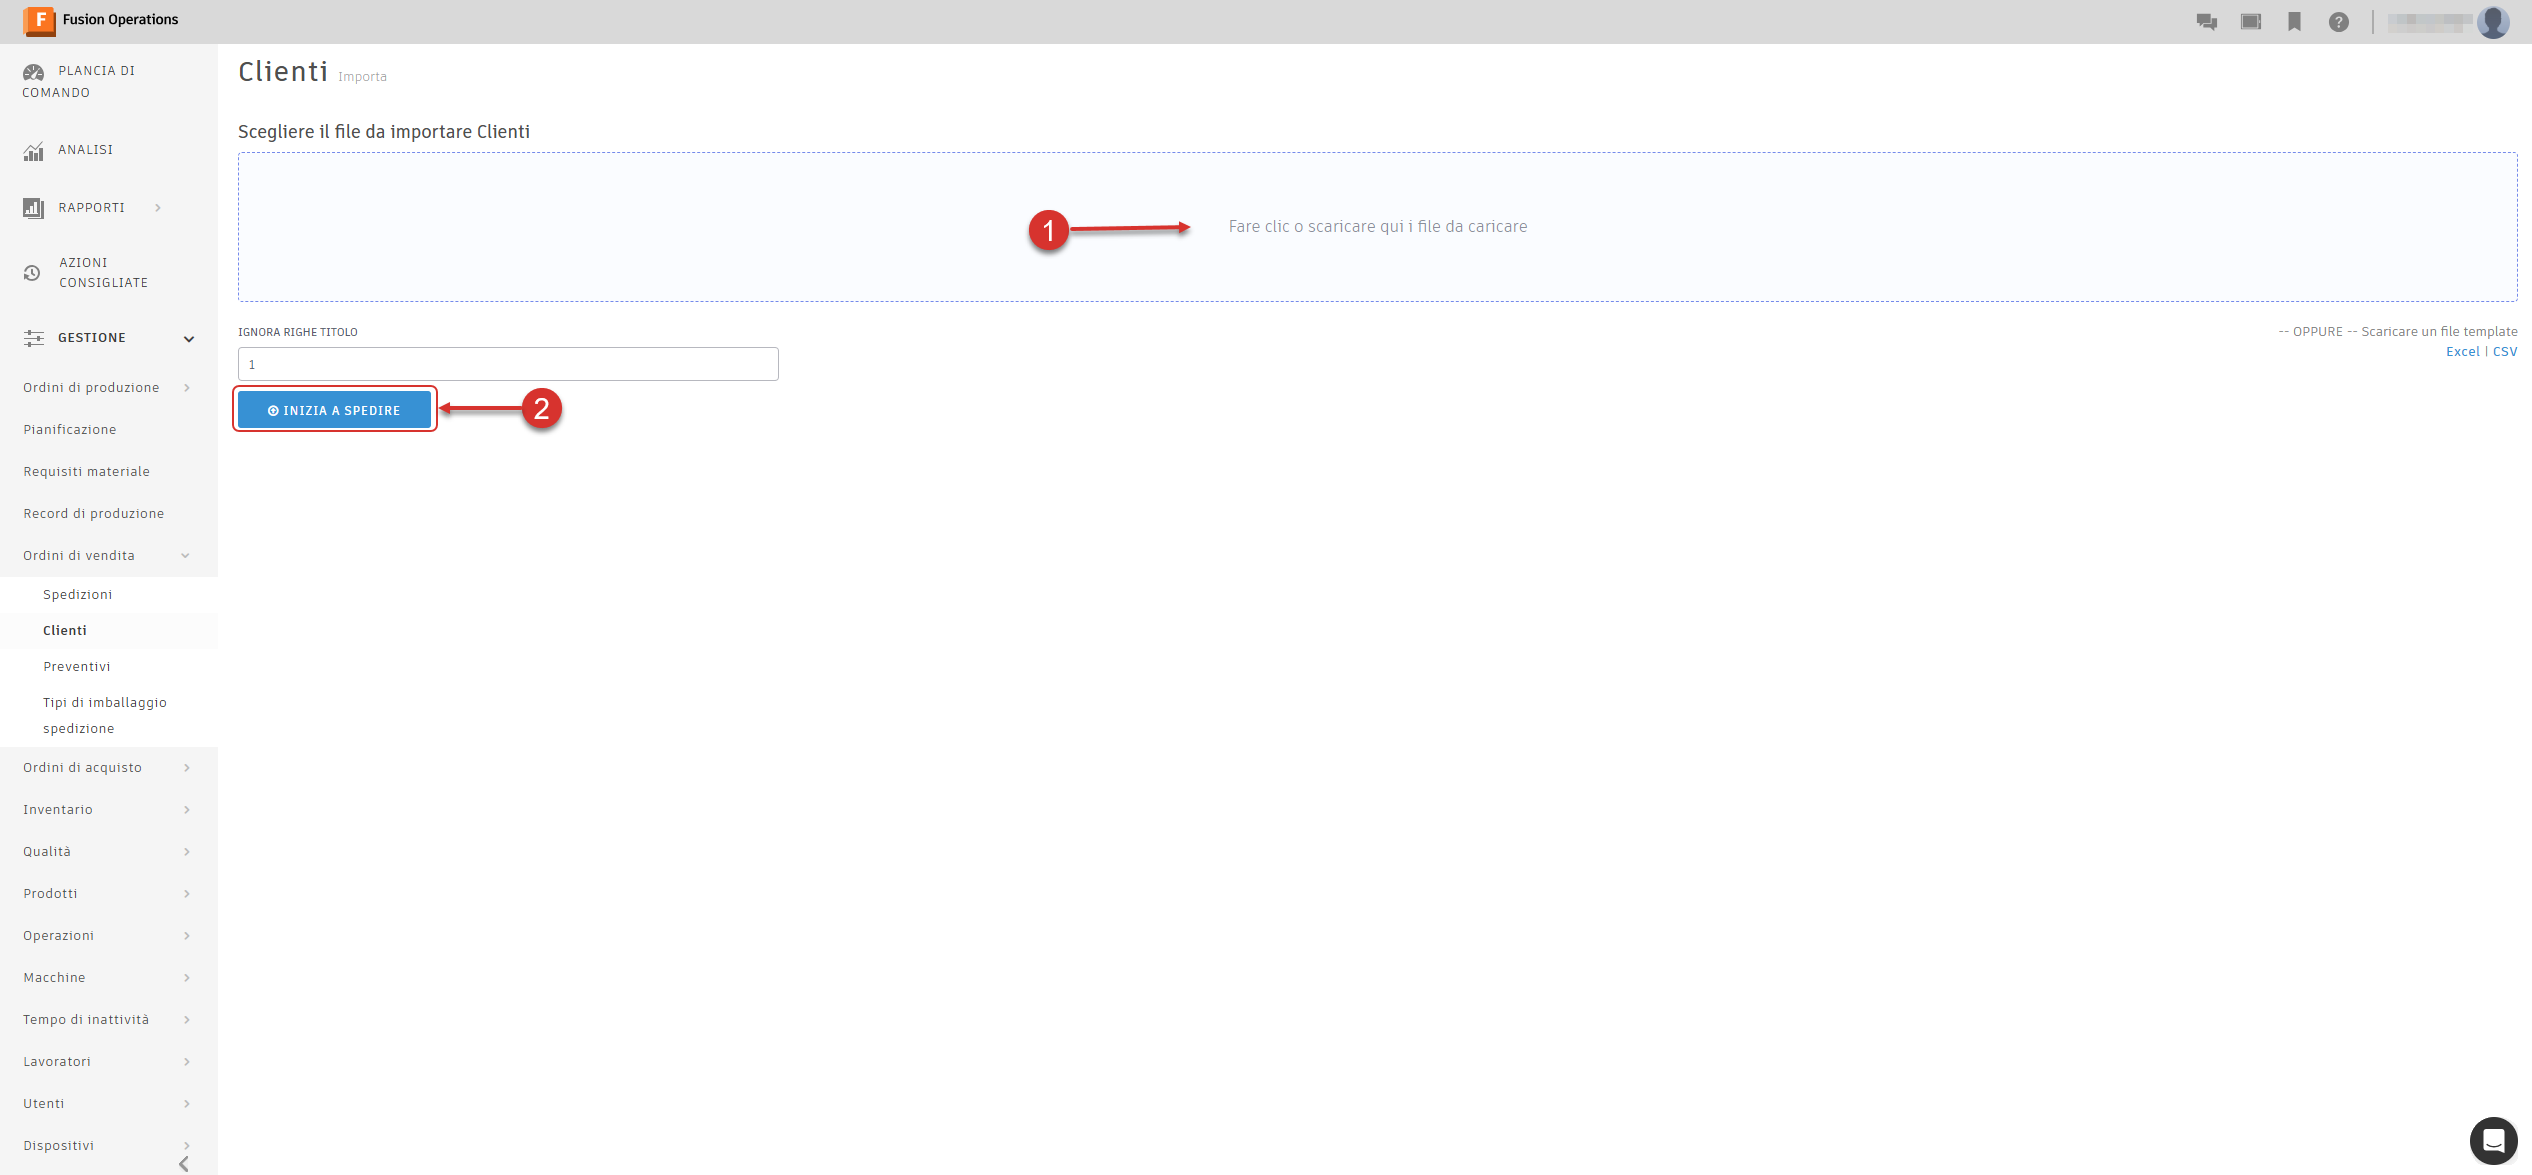 F Fusion Operations
PLANCIA DI
COMANDO
ANALISI
RAPPORTI
AZIONI
CONSIGLIATE
GESTIONE
Ordini di produzione
Pianificazione
Requisiti materiale
Record di produzione
Ordini di vendita
Spedizioni
Clienti
Preventivi
Tipi di imballaggio
spedizione
Ordini di acquisto
Inventario
Qualità
Prodotti
Operazioni
Macchine
Tempo di inattività
Lavoratori
Utenti
Dispositivi
Clienti Importa
Scegliere il file da importare Clienti
1
Fare clic o scaricare qui i file da caricare
IGNORA RIGHE TITOLO
1
-- OPPURE -- Scaricare un file template
Excel | CSV
INIZIA A SPEDIRE
2